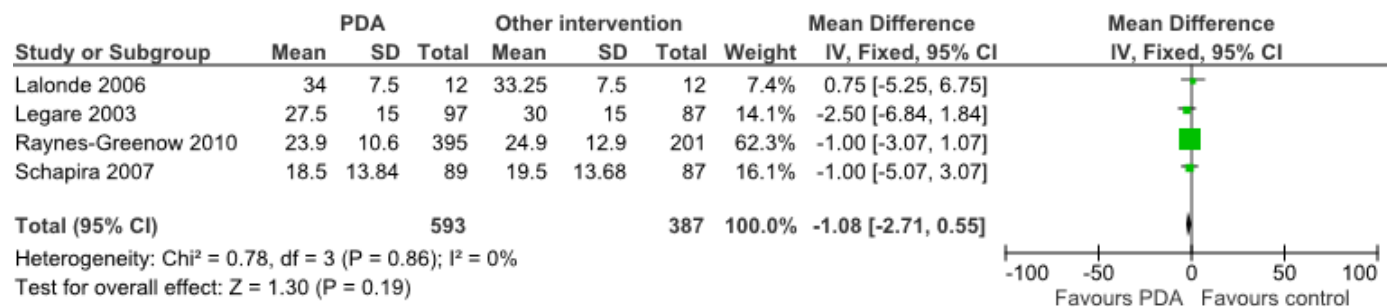 PDA Other intervention Mean Difference Mean Difference
Study or Subgroup Mean SD Total Mean SD Total Weight IV, Fixed, 95% CI IV, Fixed, 95% CI
Lalonde 2006 34 7.5 12 33.25 7.5 12 7.4% 0.75 [-5.25, 6.75]
Legare 2003 27.5 15 97 30 15 87 14.1% -2.50 [-6.84, 1.84]
Raynes-Greenow 2010 23.9 10.6 395 24.9 12.9 201 62.3% -1.00 [-3.07, 1.07]
Schapira 2007 18.5 13.84 89 19.5 13.68 87 16.1% -1.00 [-5.07, 3.07]
Total (95% CI) 593 387 100.0% -1.08 [-2.71, 0.55]
Heterogeneity: Chi² = 0.78, df = 3 (P = 0.86); I² = 0%
Test for overall effect: Z = 1.30 (P = 0.19)
-100 -50 0 50 100
Favours PDA Favours control